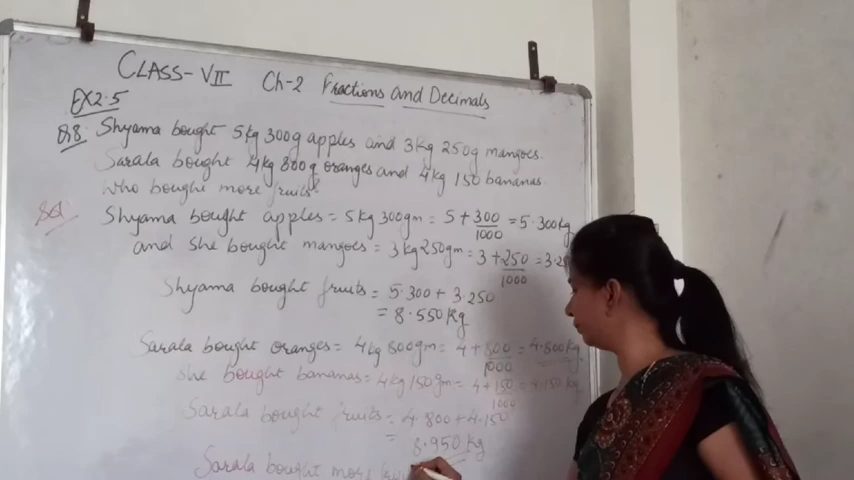 CLASS-VII Ch-2 Fractions and Decimals
EX2.5
Q.8. Shyama bought 5kg 300g apples and 3kg 250g mangoes.
Sarala bought 4kg 800g oranges and 4kg 150 bananas.
Who bought more fruits?
Sol Shyama bought apples = 5kg 300gm = 5 + 300/1000 = 5.300kg
and she bought mangoes = 3kg250gm = 3 + 250/1000 =
Shyama bought fruits = 5.300 + 3.250
= 8.550 Kg
Sarala bought oranges = 4kg 800gm = 4 + 800/1000 = 4.800Kg
She bought bananas = 4kg 150gm = 4 + 150/1000 = 4.150 Kg
Sarala bought fruits = 4.800 + 4.150
= 8.950 Kg
Sarala bought more